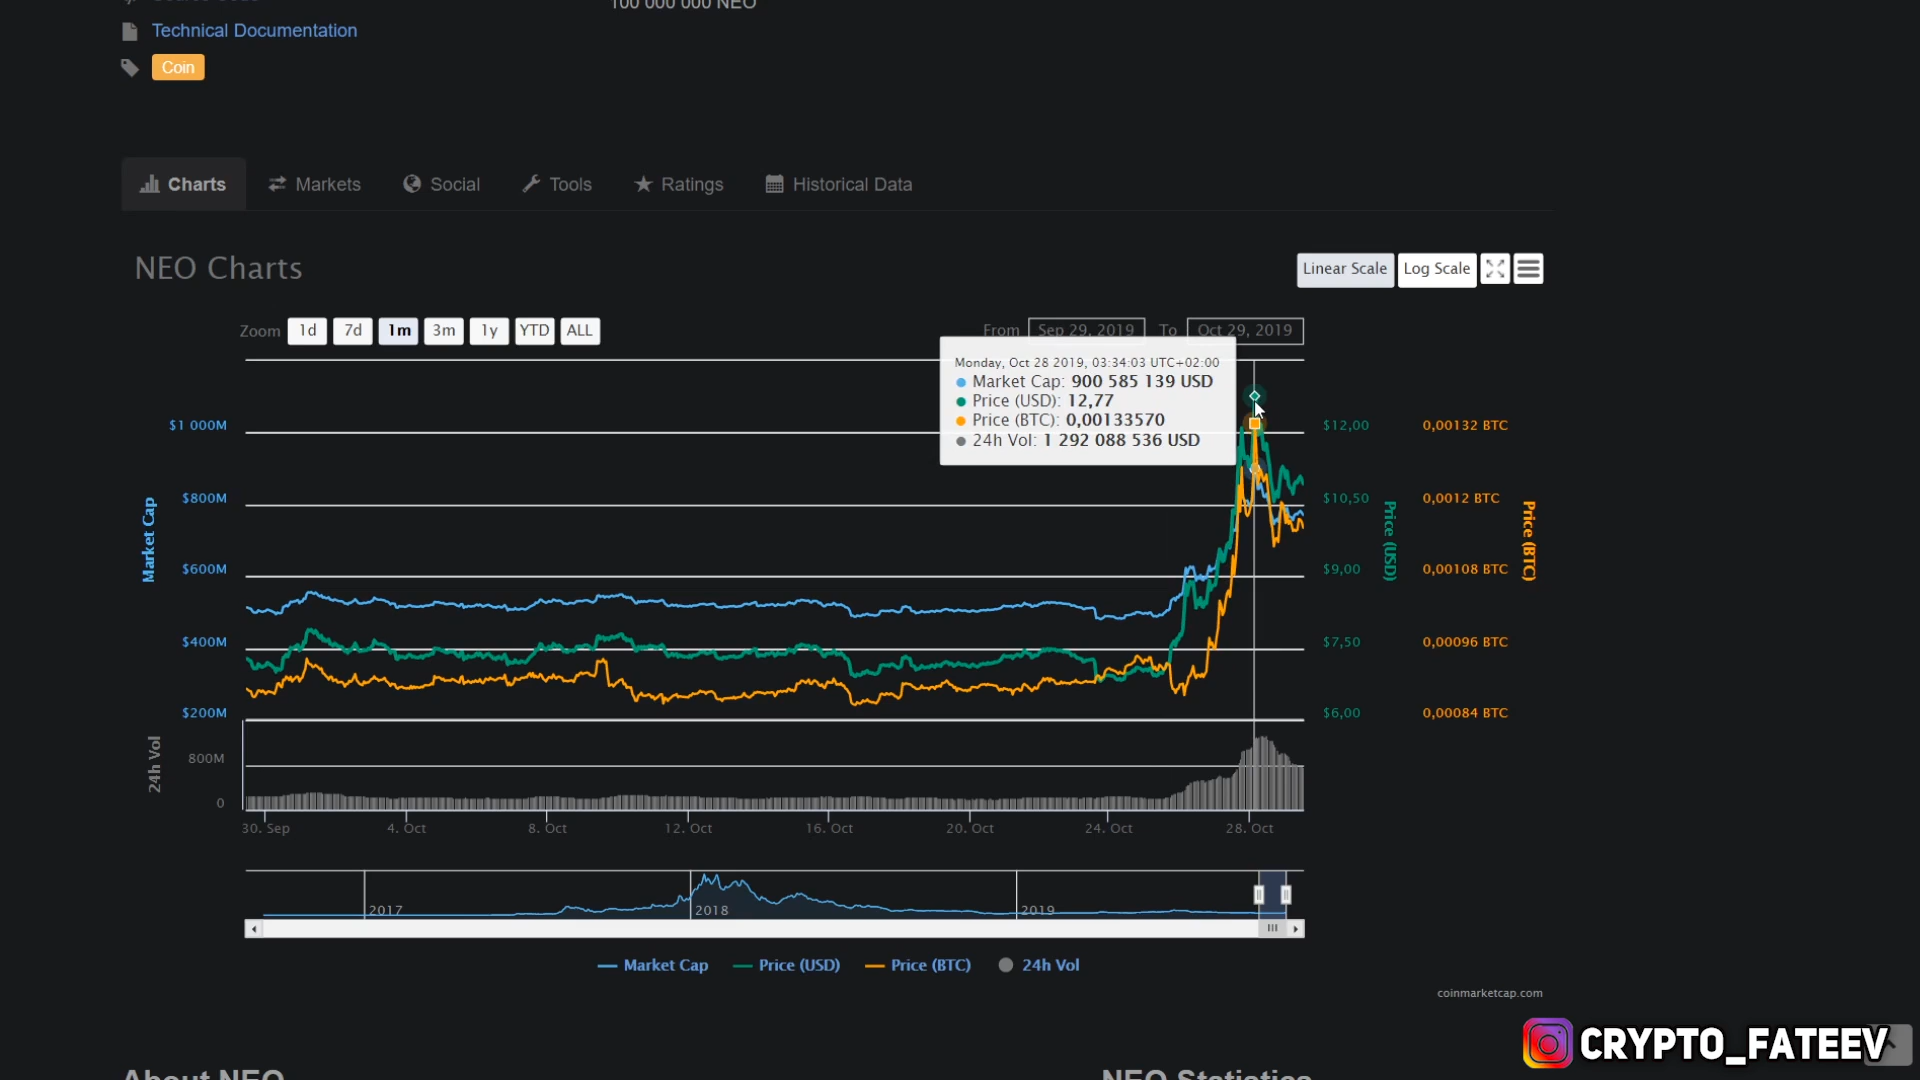 100 000 000 NEO
Technical Documentation
Coin
Charts
Markets
Social
Tools
Ratings
Historical Data
NEO Charts
Linear Scale
Log Scale
Zoom
1d
7d
1m
3m
1y
YTD
ALL
From
Sep 29, 2019
To
Oct 29, 2019
Monday, Oct 28 2019, 03:34:03 UTC+02:00
Market Cap: 900 585 139 USD
Price (USD): 12,77
Price (BTC): 0,00133570
24h Vol: 1 292 088 536 USD
$1 000M
$800M
$600M
$400M
$200M
Market Cap
800M
0
24h Vol
$12,00
$10,50
$9,00
$7,50
$6,00
Price (USD)
0,00132 BTC
0,0012 BTC
0,00108 BTC
0,00096 BTC
0,00084 BTC
Price (BTC)
30. Sep
4. Oct
8. Oct
12. Oct
16. Oct
20. Oct
24. Oct
28. Oct
2017
2018
2019
Market Cap
Price (USD)
Price (BTC)
24h Vol
coinmarketcap.com
CRYPTO_FATEEV
About NEO
NEO Statistics